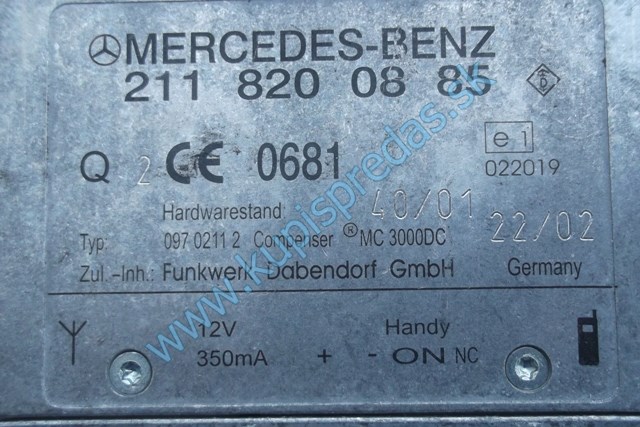 MERCEDES-BENZ
211 820 08 85
Q 2 CE 0681 e1
022019
Hardwarestand 40/01 22/02
Typ: 097 0211 2 Compenser ® MC 3000DC
Zul.-Inh.: Funkwerk Dabendorf GmbH Germany
12V Handy
350mA + - ON NC
www.kupispredas.sk